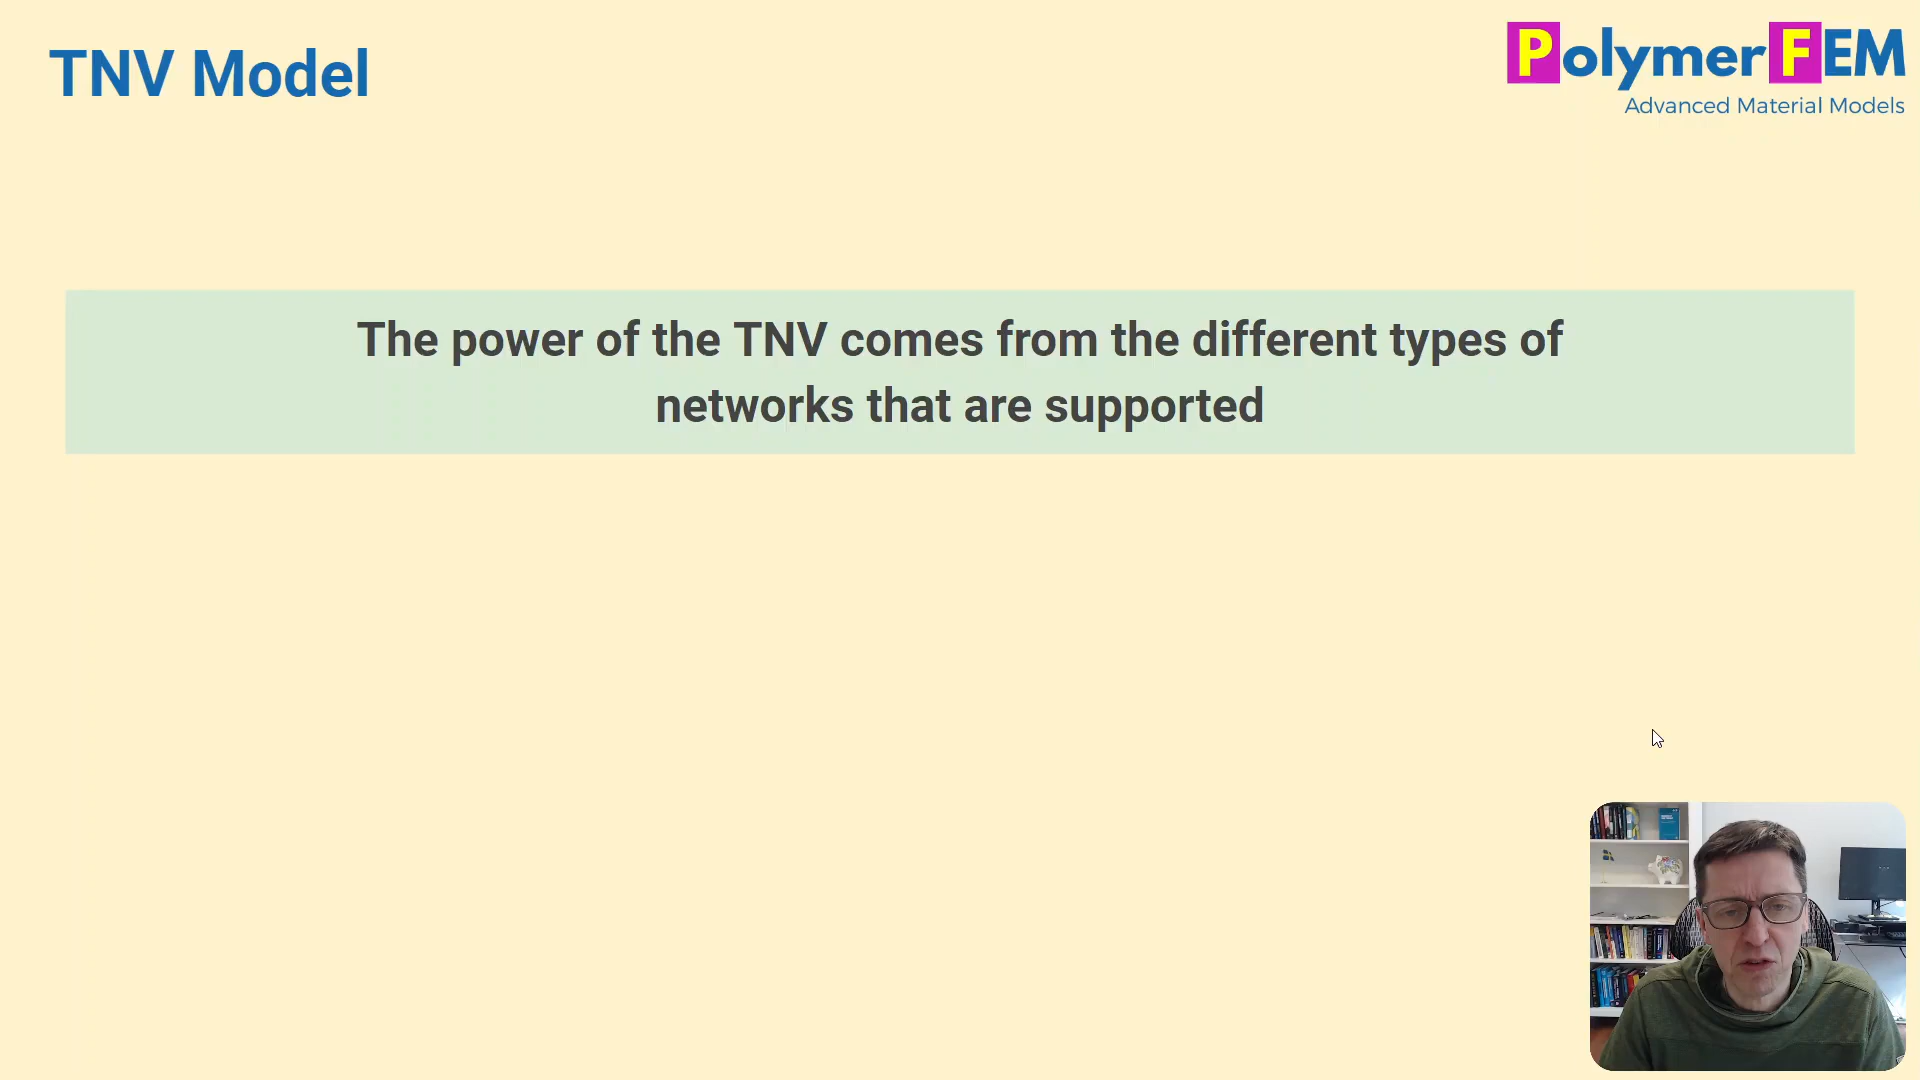 TNV Model
PolymerFEM
Advanced Material Models
The power of the TNV comes from the different types of
networks that are supported